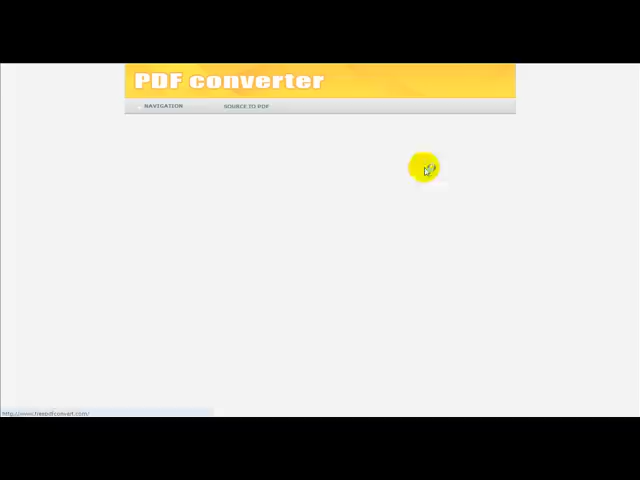 PDF converter
NAVIGATION
SOURCE TO PDF
http://www.freepdfconvert.com/